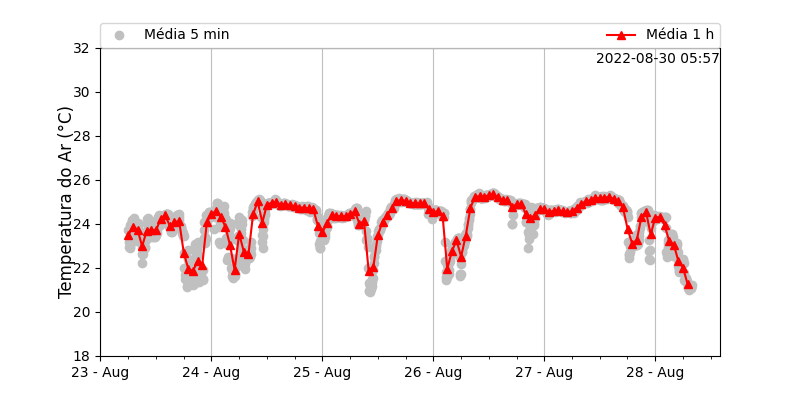 Média 5 min
Média 1 h
2022-08-30 05:57
Temperatura do Ar (°C)
32
30
28
26
24
22
20
18
23 - Aug
24 - Aug
25 - Aug
26 - Aug
27 - Aug
28 - Aug